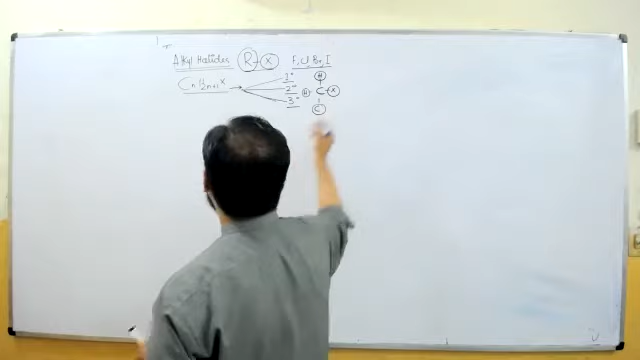 Alkyl Halides R-X F, Cl, Br, I
CnH2n+1X → 1°
2°
3°
H
H C X
C